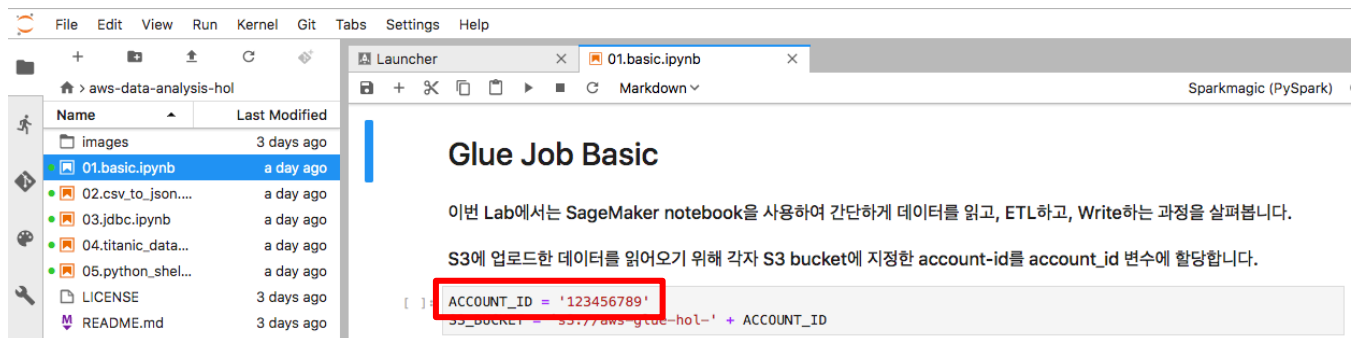 File Edit View Run Kernel Git Tabs Settings Help
Launcher
01.basic.ipynb
> aws-data-analysis-hol
Markdown
Sparkmagic (PySpark)
Name Last Modified
images 3 days ago
01.basic.ipynb a day ago
02.csv_to_json.... a day ago
03.jdbc.ipynb a day ago
04.titanic_data... a day ago
05.python_shel... a day ago
LICENSE 3 days ago
README.md 3 days ago
Glue Job Basic
이번 Lab에서는 SageMaker notebook을 사용하여 간단하게 데이터를 읽고, ETL하고, Write하는 과정을 살펴봅니다.
S3에 업로드한 데이터를 읽어오기 위해 각자 S3 bucket에 지정한 account-id를 account_id 변수에 할당합니다.
[ ]: ACCOUNT_ID = '123456789'
S3_BUCKET = 's3://aws-glue-hol-' + ACCOUNT_ID